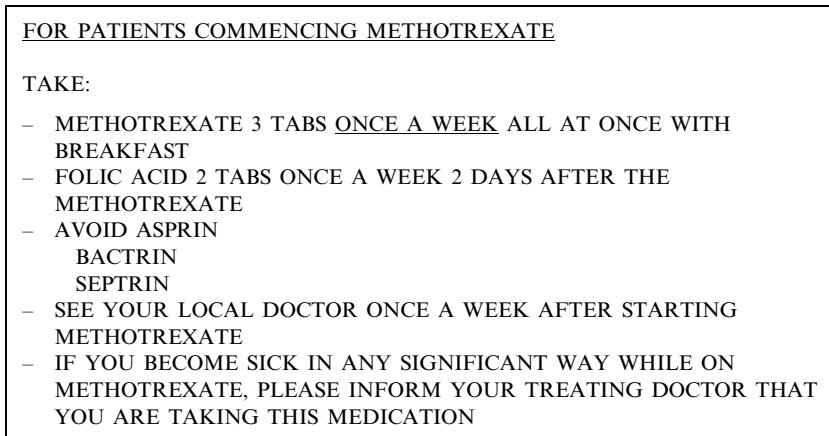 FOR PATIENTS COMMENCING METHOTREXATE
TAKE:
– METHOTREXATE 3 TABS ONCE A WEEK ALL AT ONCE WITH
BREAKFAST
– FOLIC ACID 2 TABS ONCE A WEEK 2 DAYS AFTER THE
METHOTREXATE
– AVOID ASPRIN
BACTRIN
SEPTRIN
– SEE YOUR LOCAL DOCTOR ONCE A WEEK AFTER STARTING
METHOTREXATE
– IF YOU BECOME SICK IN ANY SIGNIFICANT WAY WHILE ON
METHOTREXATE, PLEASE INFORM YOUR TREATING DOCTOR THAT
YOU ARE TAKING THIS MEDICATION